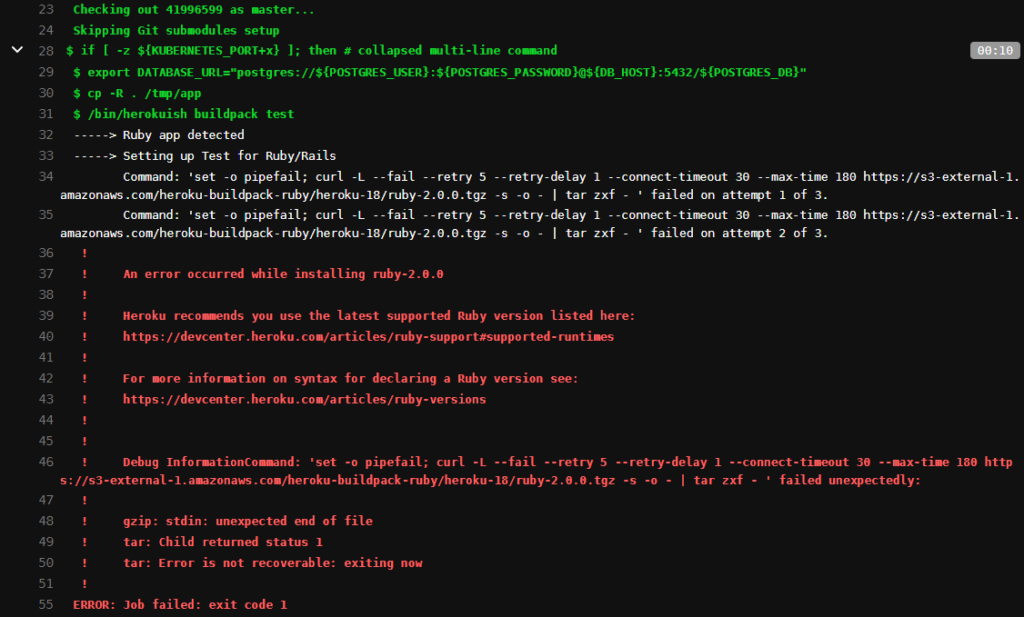 23 Checking out 41996599 as master...
24 Skipping Git submodules setup
28 $ if [ -z ${KUBERNETES_PORT+x} ]; then # collapsed multi-line command 00:10
29 $ export DATABASE_URL="postgres://${POSTGRES_USER}:${POSTGRES_PASSWORD}@${DB_HOST}:5432/${POSTGRES_DB}"
30 $ cp -R . /tmp/app
31 $ /bin/herokuish buildpack test
32 -----> Ruby app detected
33 -----> Setting up Test for Ruby/Rails
34 Command: 'set -o pipefail; curl -L --fail --retry 5 --retry-delay 1 --connect-timeout 30 --max-time 180 https://s3-external-1.
amazonaws.com/heroku-buildpack-ruby/heroku-18/ruby-2.0.0.tgz -s -o - | tar zxf - ' failed on attempt 1 of 3.
35 Command: 'set -o pipefail; curl -L --fail --retry 5 --retry-delay 1 --connect-timeout 30 --max-time 180 https://s3-external-1.
amazonaws.com/heroku-buildpack-ruby/heroku-18/ruby-2.0.0.tgz -s -o - | tar zxf - ' failed on attempt 2 of 3.
36 !
37 ! An error occurred while installing ruby-2.0.0
38 !
39 ! Heroku recommends you use the latest supported Ruby version listed here:
40 ! https://devcenter.heroku.com/articles/ruby-support#supported-runtimes
41 !
42 ! For more information on syntax for declaring a Ruby version see:
43 ! https://devcenter.heroku.com/articles/ruby-versions
44 !
45 !
46 ! Debug InformationCommand: 'set -o pipefail; curl -L --fail --retry 5 --retry-delay 1 --connect-timeout 30 --max-time 180 http
s://s3-external-1.amazonaws.com/heroku-buildpack-ruby/heroku-18/ruby-2.0.0.tgz -s -o - | tar zxf - ' failed unexpectedly:
47 !
48 ! gzip: stdin: unexpected end of file
49 ! tar: Child returned status 1
50 ! tar: Error is not recoverable: exiting now
51 !
55 ERROR: Job failed: exit code 1